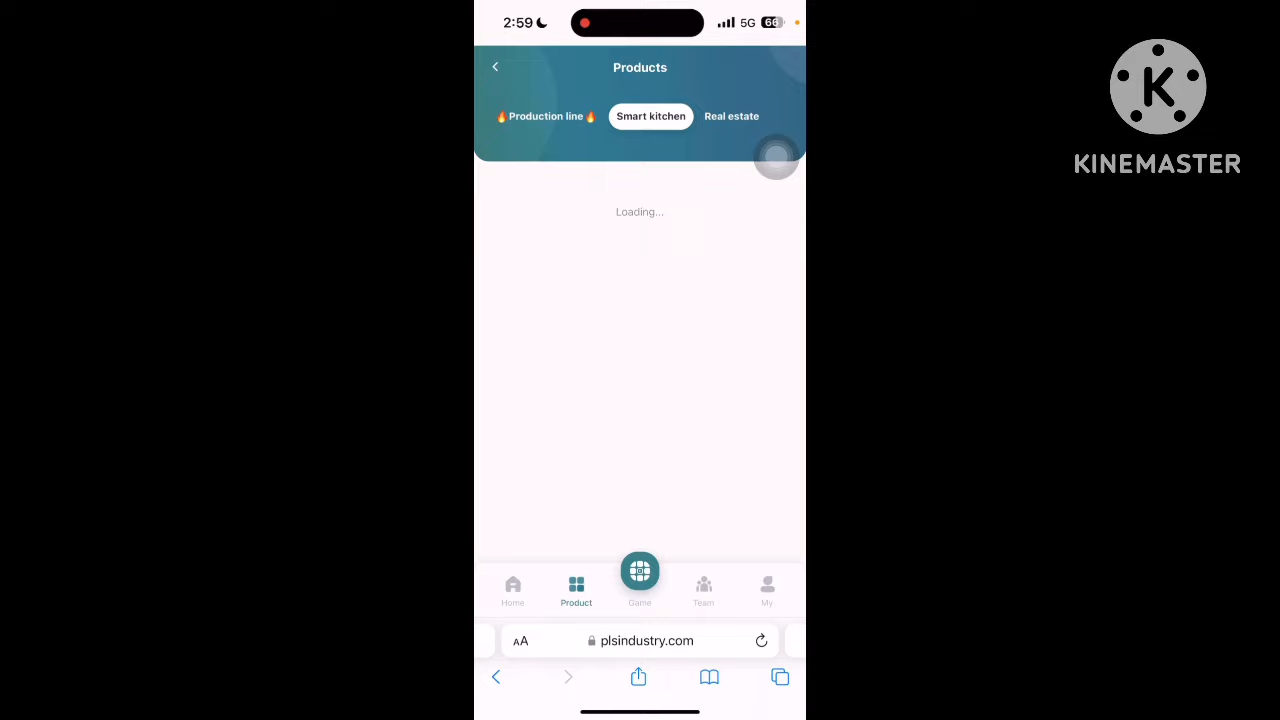 2:59
5G 66
Products
🔥Production line🔥 Smart kitchen Real estate
Loading...
Home Product Game Team My
AA plsindustry.com
K
KINEMASTER